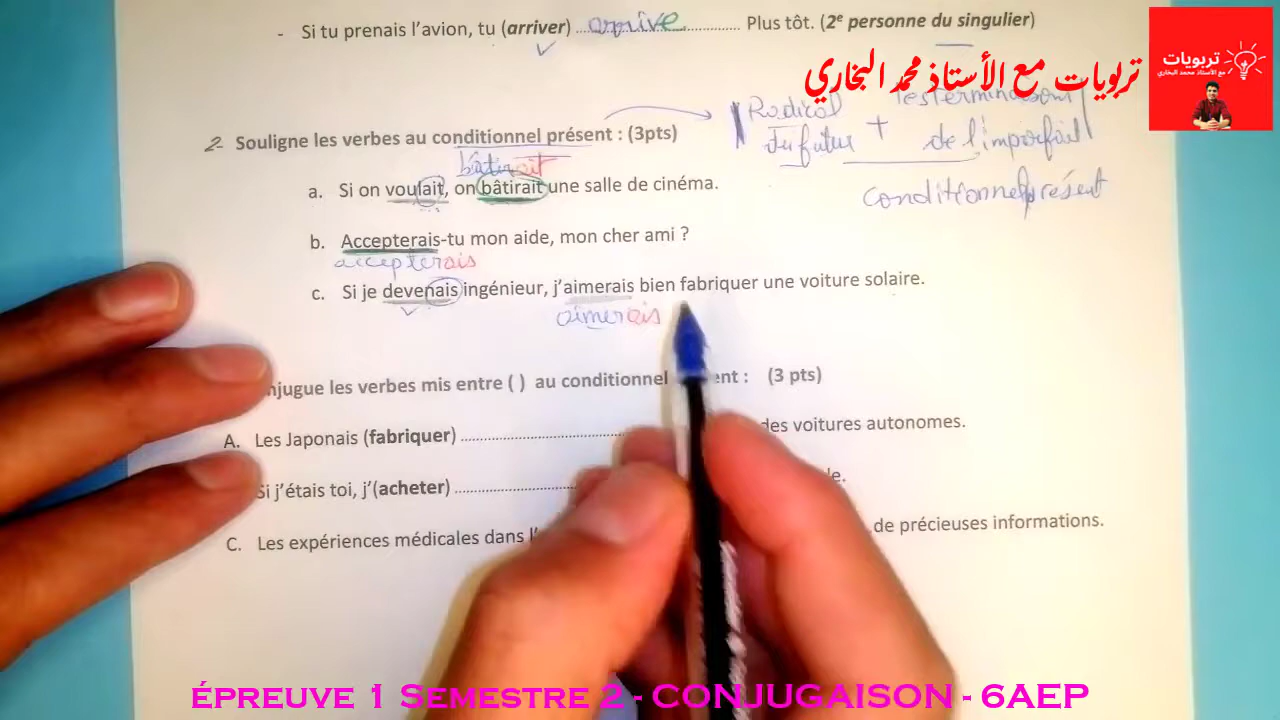 - Si tu prenais l'avion, tu (arriver) arrive Plus tôt. (2e personne du singulier)
تربويات
مع الأستاذ محمد البخاري
تربويات مع الأستاذ محمد البخاري
Radical du futur + les terminaisons de l'imparfait
conditionnel présent
2. Souligne les verbes au conditionnel présent : (3pts)
bâtirait
a. Si on voulait, on bâtirait une salle de cinéma.
b. Accepterais-tu mon aide, mon cher ami ?
accepterais
c. Si je devenais ingénieur, j'aimerais bien fabriquer une voiture solaire.
aimerais
njugue les verbes mis entre ( ) au conditionnel ent : (3 pts)
A. Les Japonais (fabriquer) ........ des voitures autonomes.
Si j'étais toi, j'(acheter) ........ e.
C. Les expériences médicales dans l' de précieuses informations.
épreuve 1 Semestre 2 - CONJUGAISON - 6AEP